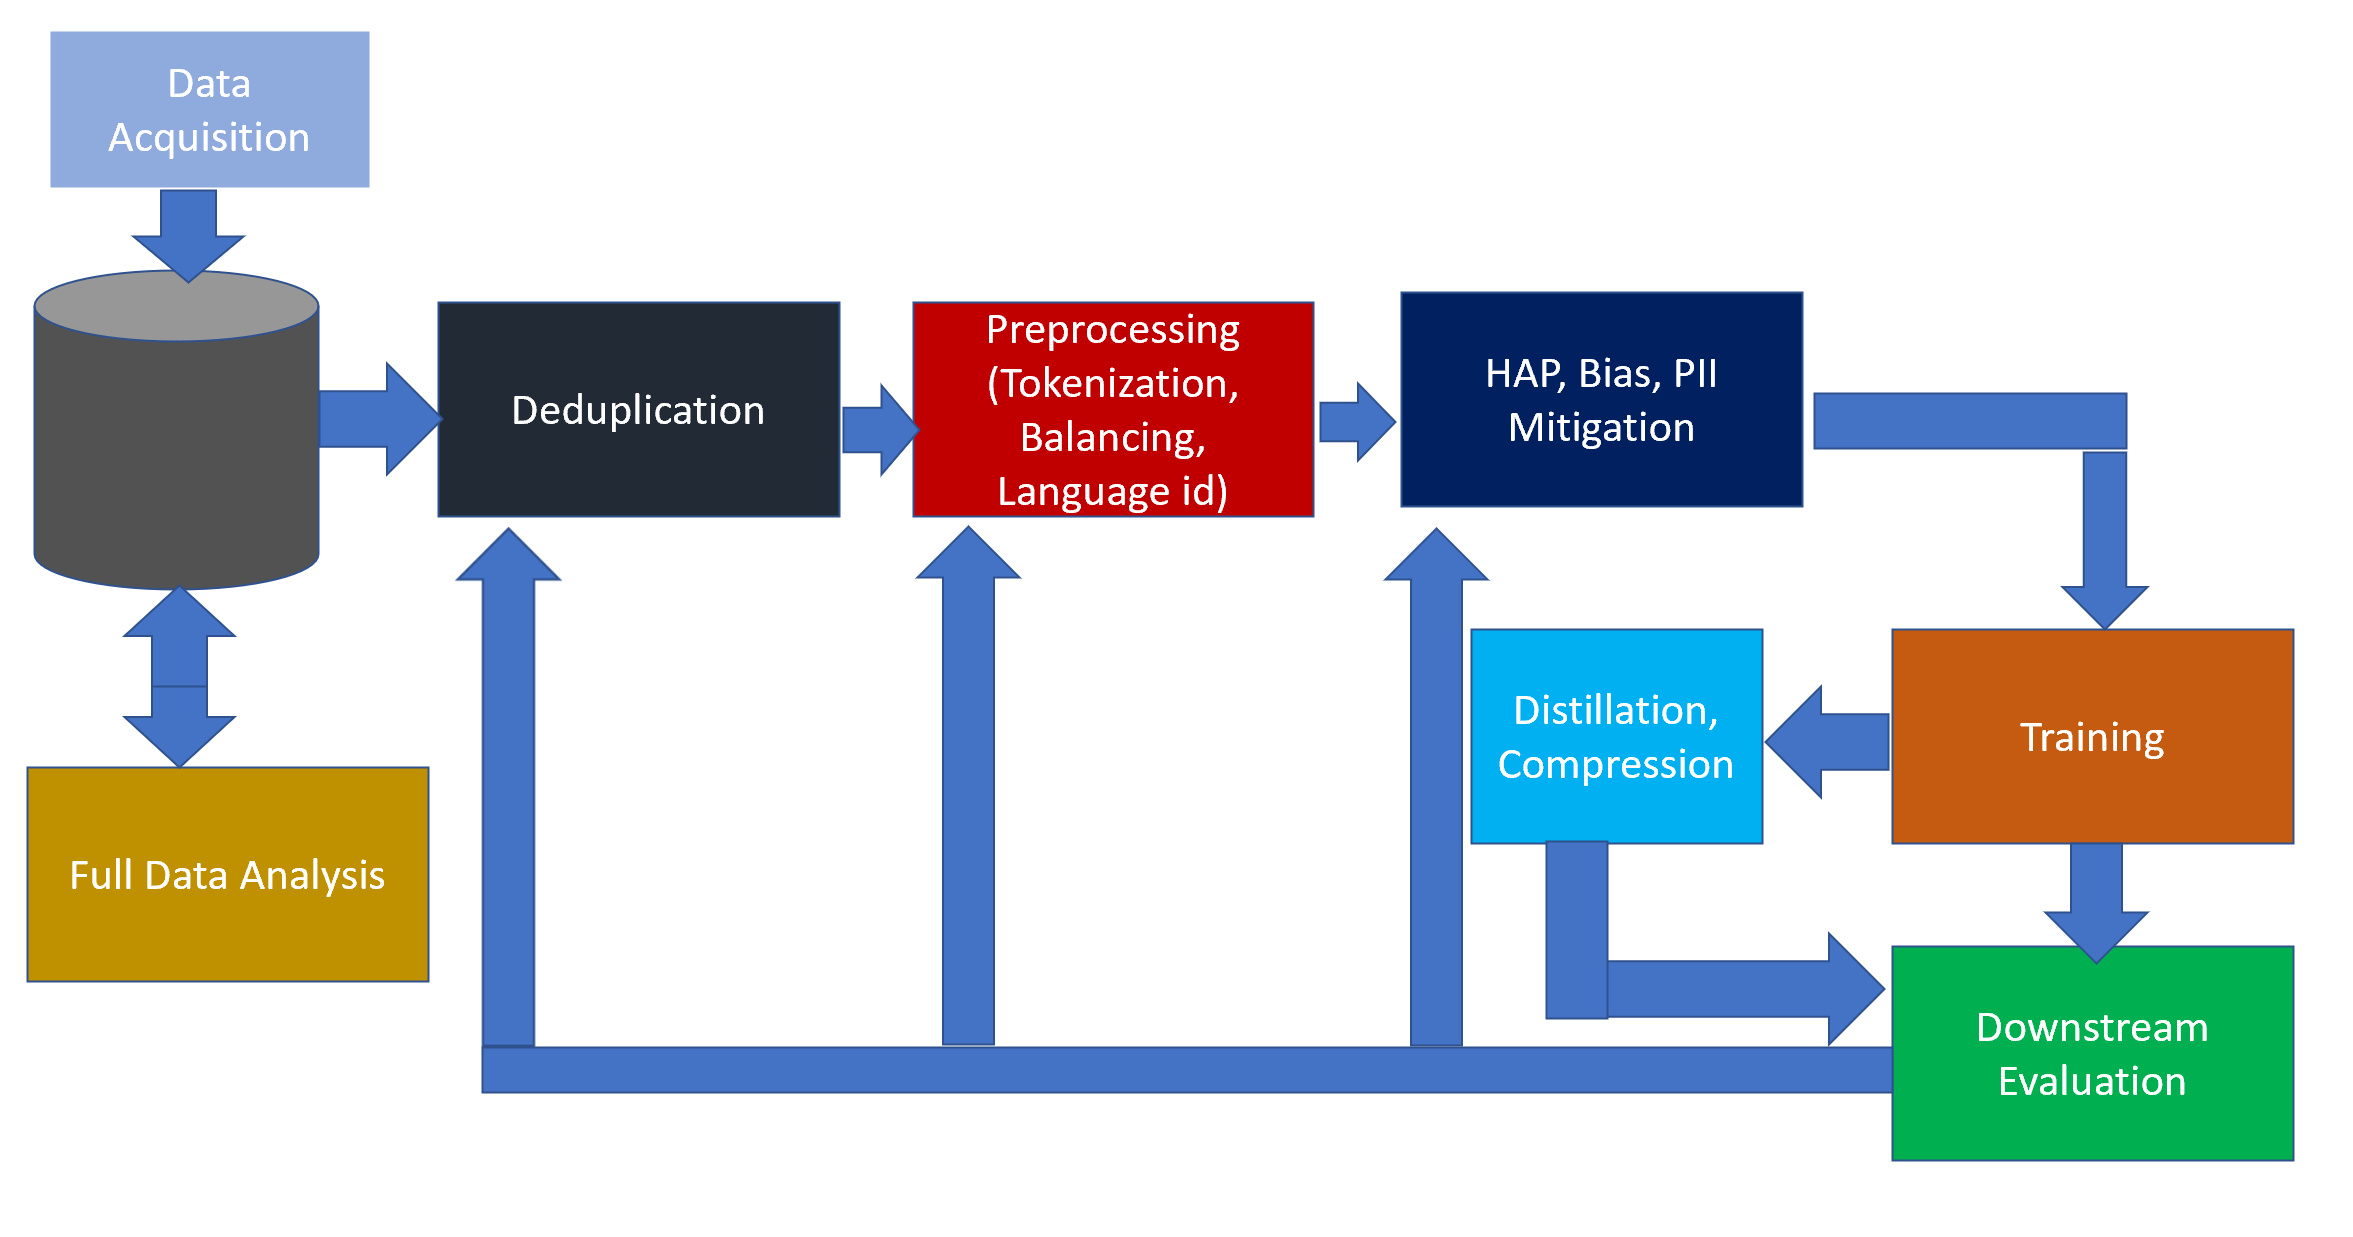 Data
Acquisition
Deduplication
Preprocessing
(Tokenization,
Balancing,
Language id)
HAP, Bias, PII
Mitigation
Distillation,
Compression
Training
Full Data Analysis
Downstream
Evaluation